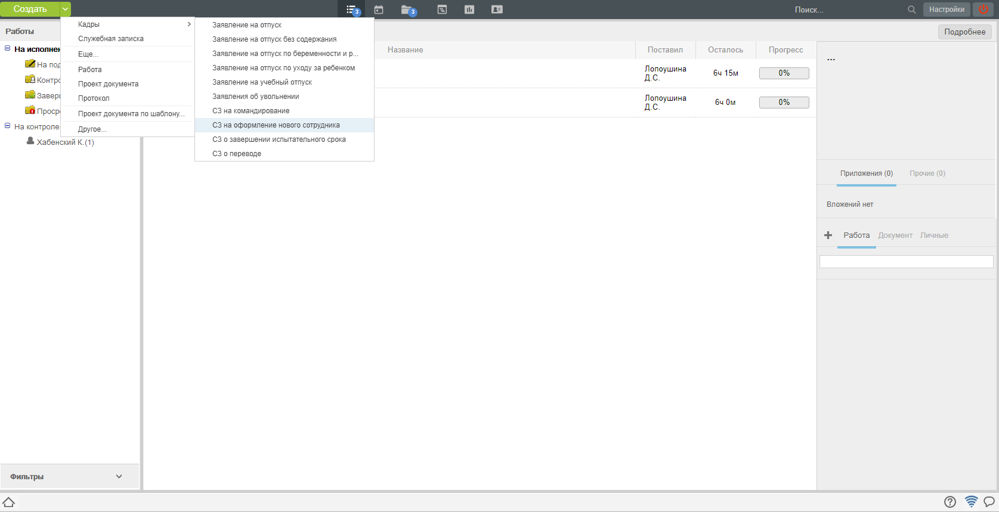 Создать
3
3
Поиск...
Настройки
Работы
Подробнее
На исполнен
На под
Контро
Заверш
Просро
На контроле
Хабенский К.(1)
Кадры
Служебная записка
Еще...
Работа
Проект документа
Протокол
Проект документа по шаблону...
Другое...
Заявление на отпуск
Заявление на отпуск без содержания
Заявление на отпуск по беременности и р...
Заявление на отпуск по уходу за ребенком
Заявление на учебный отпуск
Заявления об увольнении
СЗ на командирование
СЗ на оформление нового сотрудника
СЗ о завершении испытательного срока
СЗ о переводе
Название
Поставил
Осталось
Прогресс
Лопоушина
Д.С.
6ч 15м
0%
Лопоушина
Д.С.
6ч 0м
0%
...
Приложения (0)
Прочие (0)
Вложений нет
Работа
Документ
Личные
Фильтры